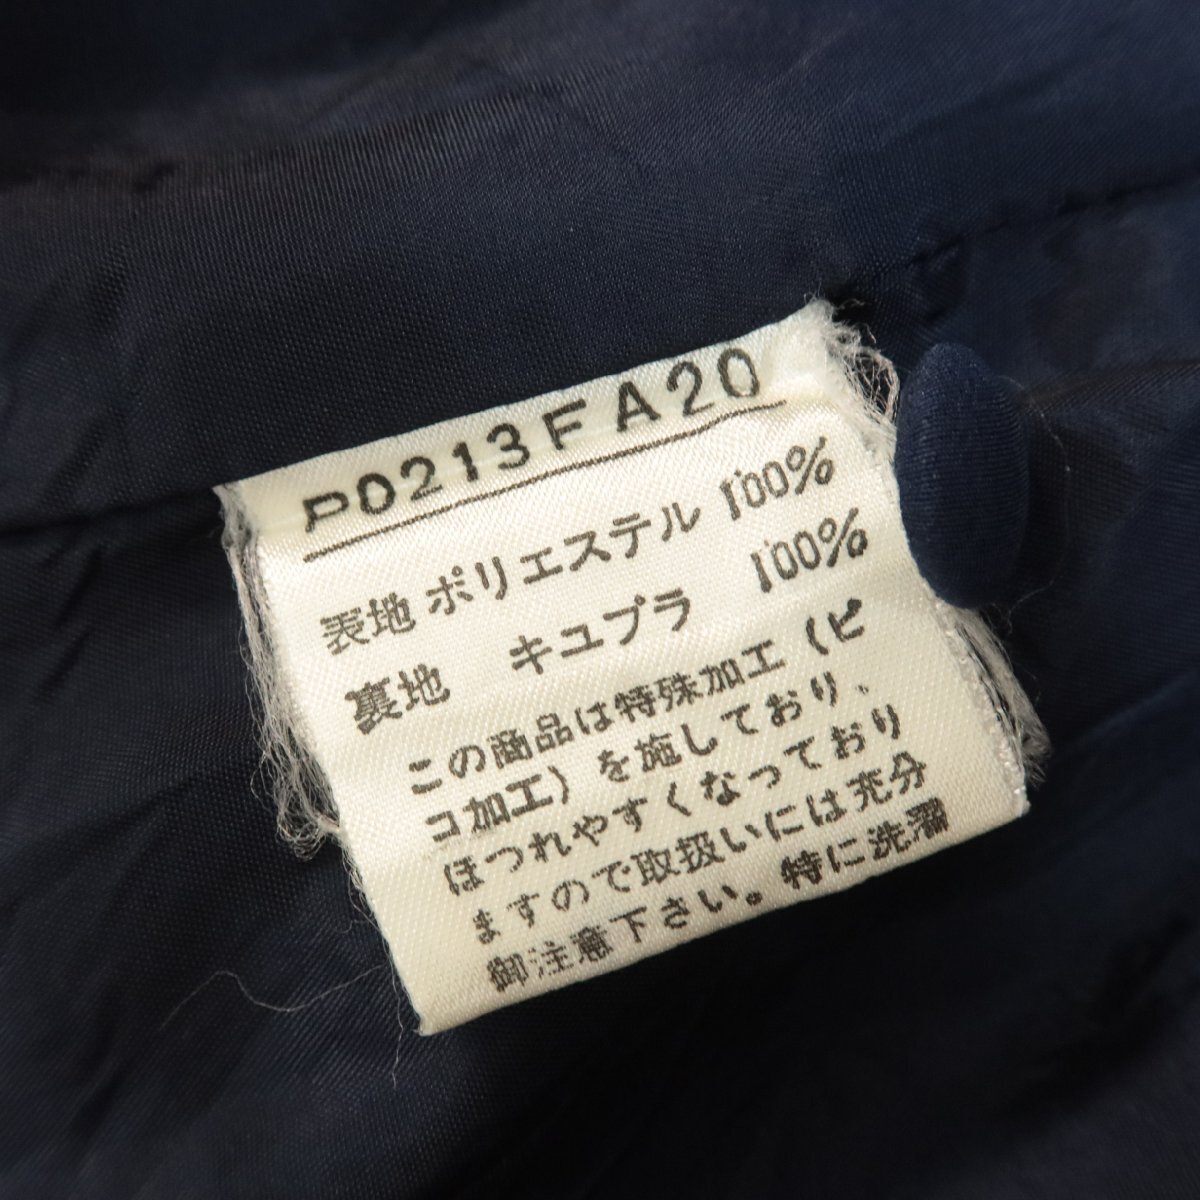 P0213FA20
表地 ポリエステル 100%
裏地 キュプラ 100%
この商品は特殊加工(ピ
コ加工)を施しており、
ほつれやすくなっており
ますので取扱いには充分
御注意下さい。特に洗濯